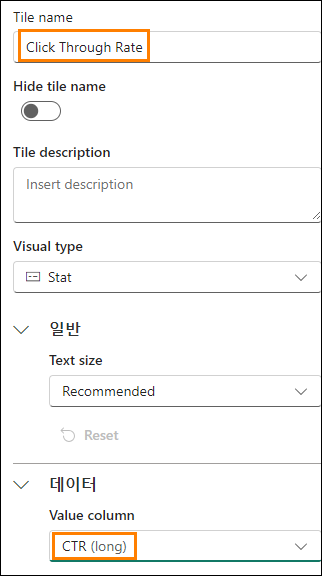 Tile name
Click Through Rate
Hide tile name
Tile description
Insert description
Visual type
Stat
일반
Text size
Recommended
Reset
데이터
Value column
CTR (long)